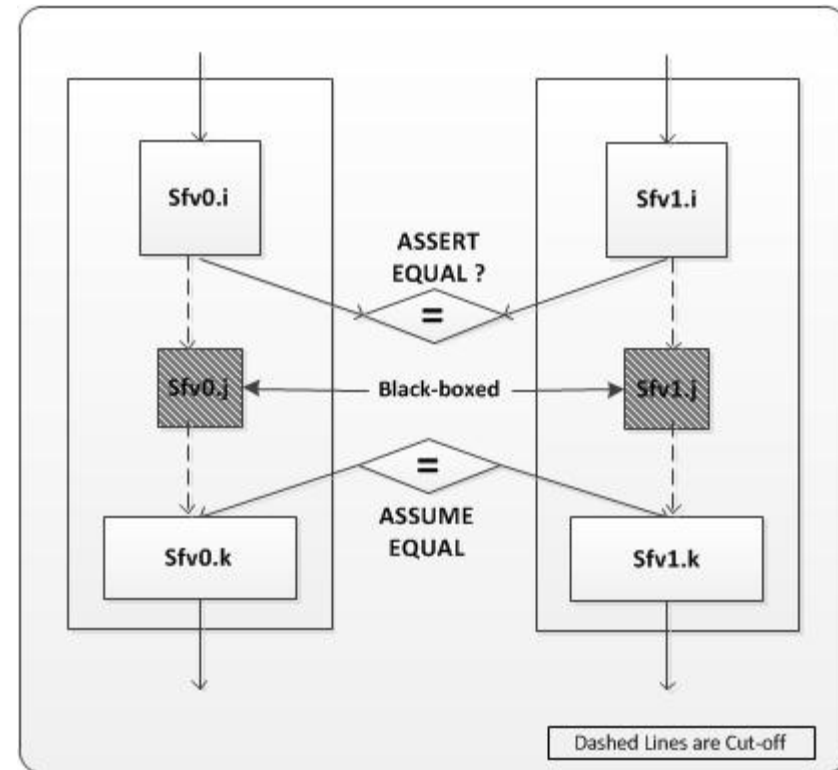 Sfv0.i
Sfv1.i
ASSERT
EQUAL ?
=
Sfv0.j
Black-boxed
Sfv1.j
=
ASSUME
EQUAL
Sfv0.k
Sfv1.k
Dashed Lines are Cut-off